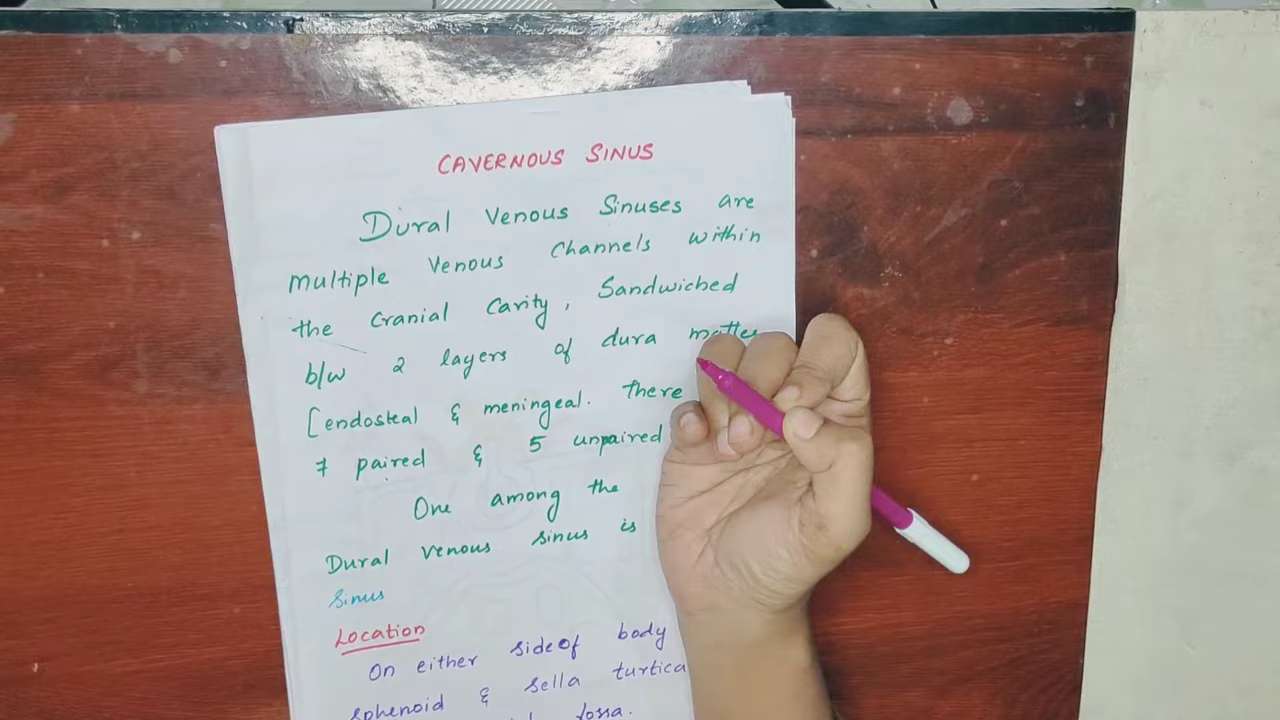 CAVERNOUS SINUS
Dural Venous Sinuses are
multiple Venous Channels within
the Cranial Cavity, Sandwiched
b/w 2 layers of dura matter
[endosteal & meningeal. There
7 paired & 5 unpaired
One among the
Dural venous sinus is
Sinus
Location
On either side of body
sphenoid & sella turtica
fossa.